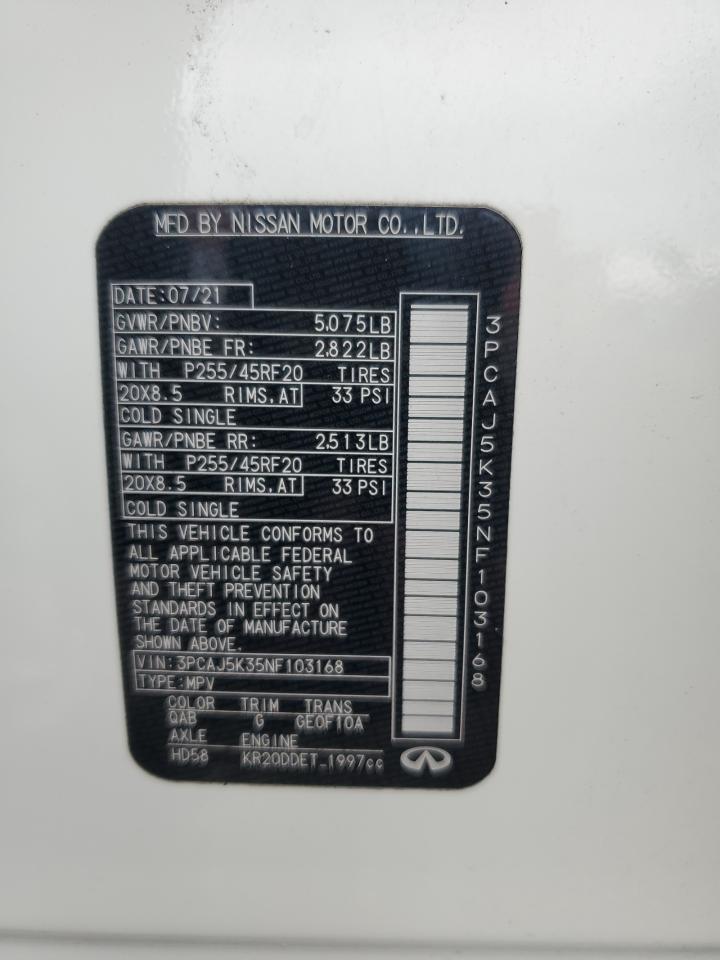 MFD BY NISSAN MOTOR CO.,LTD.
DATE:07/21
GVWR/PNBV: 5.075LB
GAWR/PNBE FR: 2.822LB
WITH P255/45RF20 TIRES
20X8.5 RIMS,AT 33 PSI
COLD SINGLE
GAWR/PNBE RR: 2.513LB
WITH P255/45RF20 TIRES
20X8.5 RIMS,AT 33 PSI
COLD SINGLE
THIS VEHICLE CONFORMS TO
ALL APPLICABLE FEDERAL
MOTOR VEHICLE SAFETY
AND THEFT PREVENTION
STANDARDS IN EFFECT ON
THE DATE OF MANUFACTURE
SHOWN ABOVE.
VIN:3PCAJ5K35NF103168
TYPE:MPV
COLOR TRIM TRANS
QAB G GE0F10A
AXLE ENGINE
HD58 KR20DDET-1997cc
3PCAJ5K35NF103168